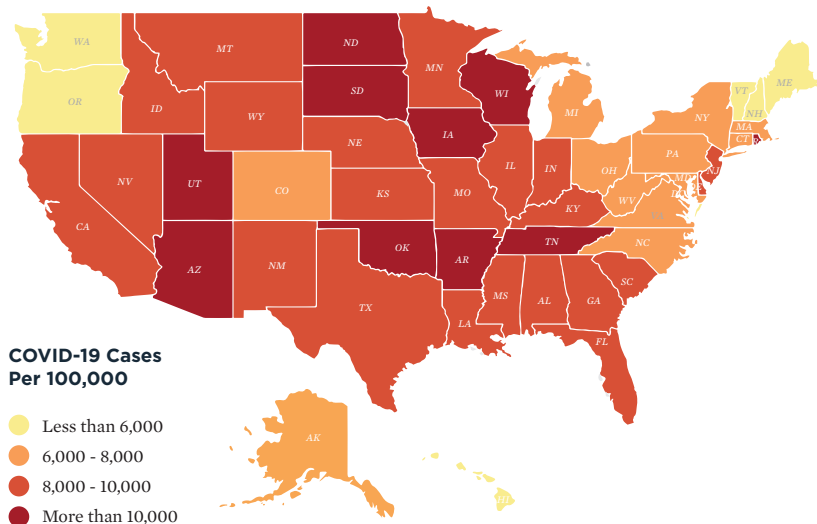 WA
MT
ND
MN
ME
VT
NH
OR
ID
SD
WI
MI
NY
MA
CT
WY
IA
NE
PA
NJ
NV
UT
CO
IL
IN
OH
MD
KS
MO
WV
KY
CA
NC
TN
OK
AZ
NM
AR
SC
MS
AL
GA
TX
LA
FL
COVID-19 Cases
Per 100,000
Less than 6,000
6,000 - 8,000
8,000 - 10,000
More than 10,000
AK
HI